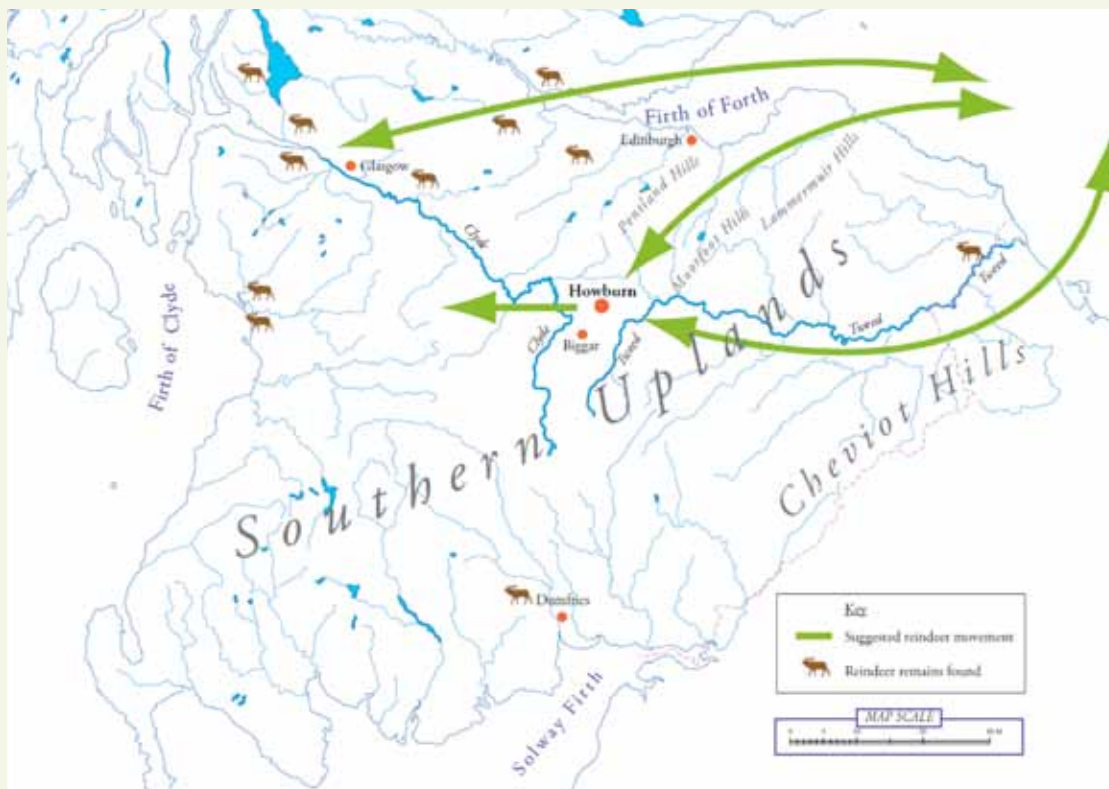 Firth of Forth
Edinburgh
Glasgow
Pentland Hills
Lammermuir Hills
Moorfoot Hills
Clyde
Howburn
Tweed
Tweed
Firth of Clyde
Clyde
Biggar
Tweed
Southern Uplands
Cheviot Hills
Dumfries
Solway Firth
Key
Suggested reindeer movement
Reindeer remains found
MAP SCALE
0